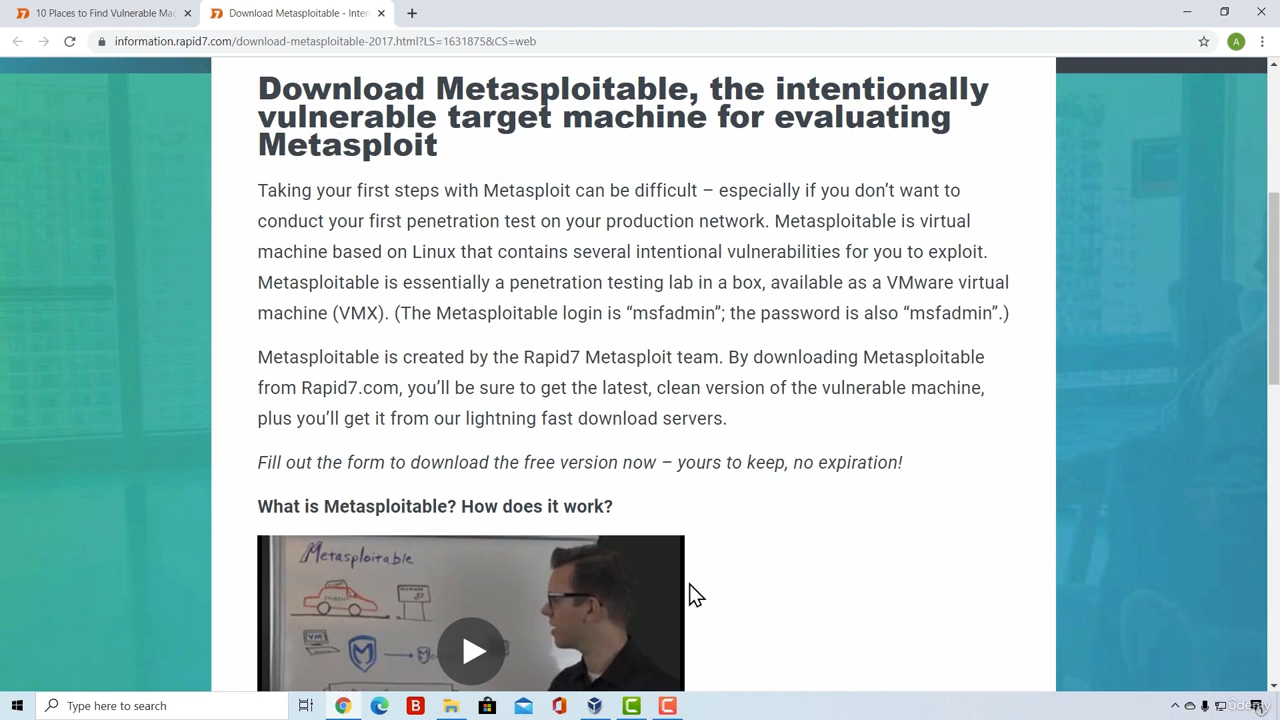 10 Places to Find Vulnerable Mac
Download Metasploitable - Inten
information.rapid7.com/download-metasploitable-2017.html?LS=1631875&CS=web
A
Download Metasploitable, the intentionally
vulnerable target machine for evaluating
Metasploit
Taking your first steps with Metasploit can be difficult – especially if you don’t want to
conduct your first penetration test on your production network. Metasploitable is virtual
machine based on Linux that contains several intentional vulnerabilities for you to exploit.
Metasploitable is essentially a penetration testing lab in a box, available as a VMware virtual
machine (VMX). (The Metasploitable login is “msfadmin”; the password is also “msfadmin”.)
Metasploitable is created by the Rapid7 Metasploit team. By downloading Metasploitable
from Rapid7.com, you’ll be sure to get the latest, clean version of the vulnerable machine,
plus you’ll get it from our lightning fast download servers.
Fill out the form to download the free version now – yours to keep, no expiration!
What is Metasploitable? How does it work?
Metasploitable
STUDENT
VM
Type here to search
B
C
C
Udemy